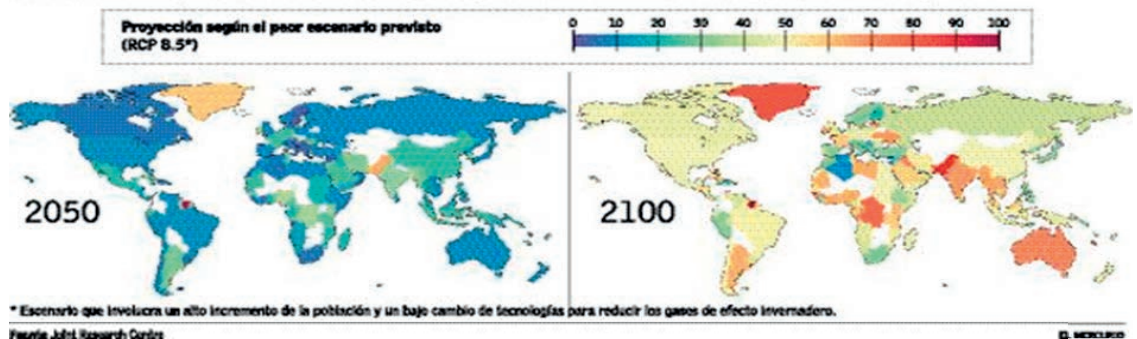 Proyección según el peor escenario previsto
(RCP 8.5*)
0 10 20 30 40 50 60 70 80 90 100
2050
2100
* Escenario que involucra un alto incremento de la población y un bajo cambio de tecnologías para reducir los gases de efecto invernadero.
Fuente: Joint Research Centre
EL MERCURIO